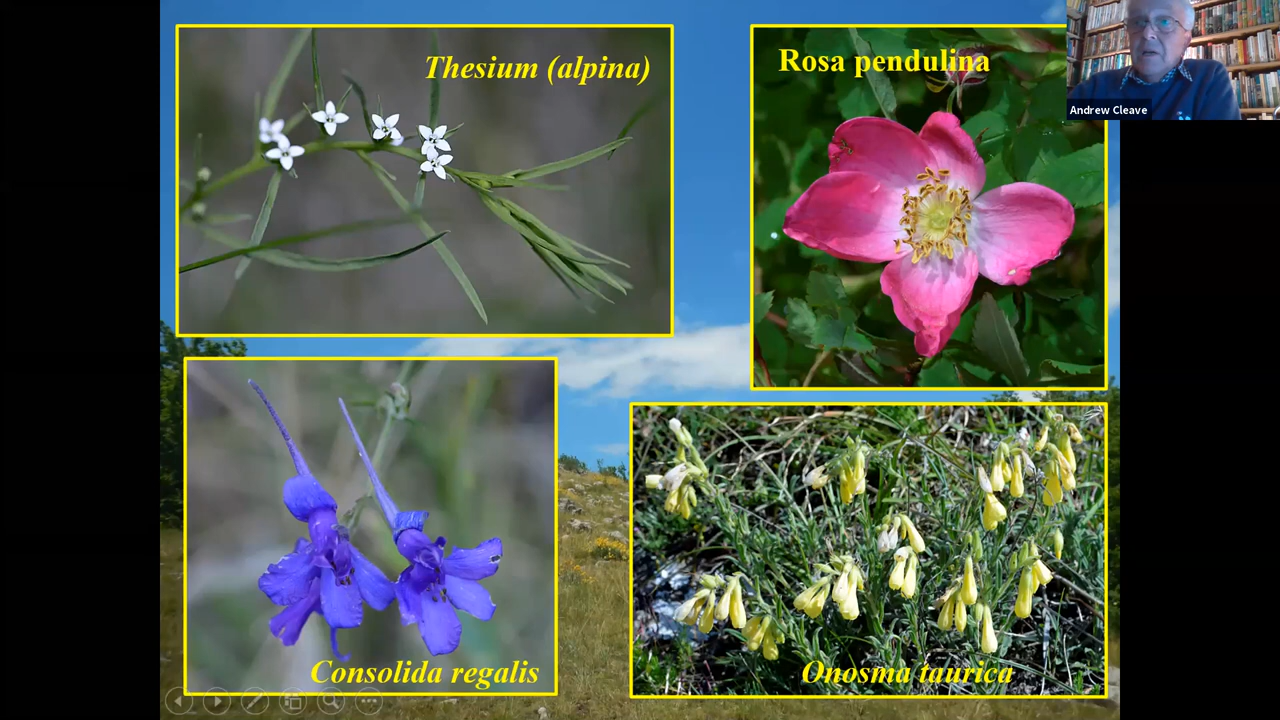 Thesium (alpina)
Rosa pendulina
Andrew Cleave
Consolida regalis
Onosma taurica